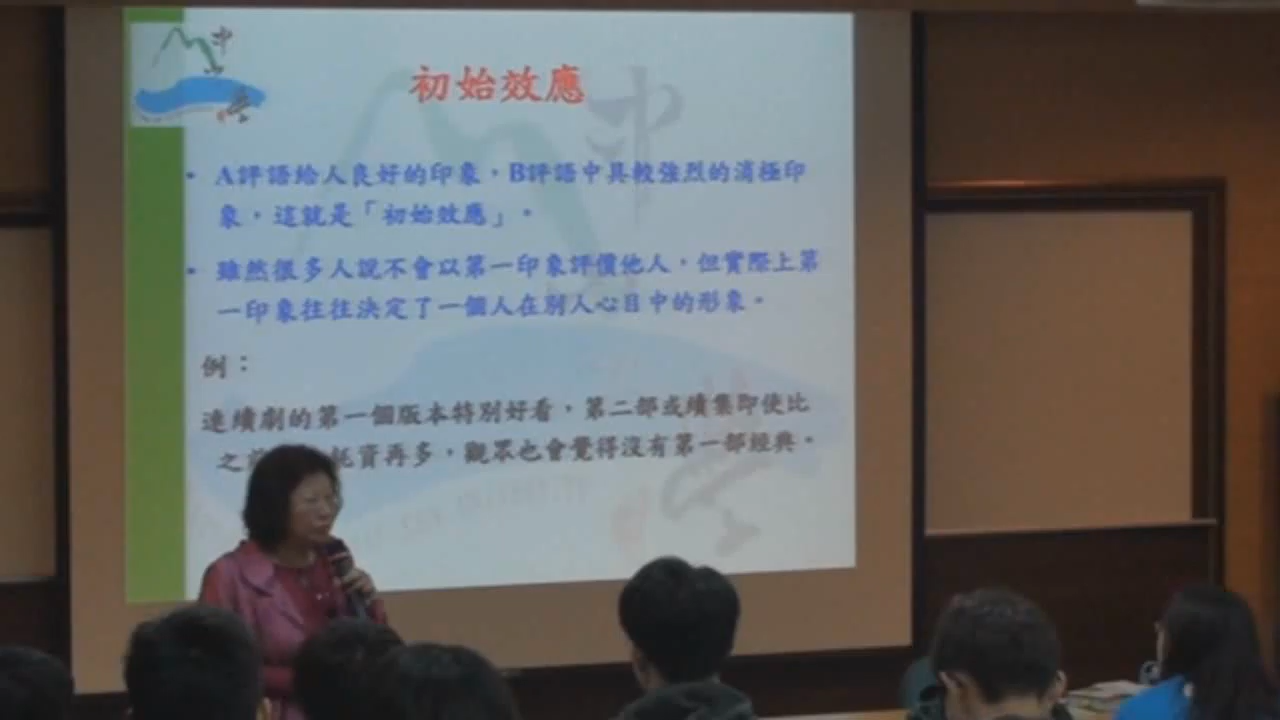 中
學
初始效應
• A評語給人良好的印象，B評語中具較強烈的消極印
象，這就是「初始效應」。
• 雖然很多人說不會以第一印象評價他人，但實際上第
一印象往往決定了一個人在別人心目中的形象。
例：
連續劇的第一個版本特別好看，第二部或續集即使比
之 耗資再多，觀眾也會覺得沒有第一部經典。